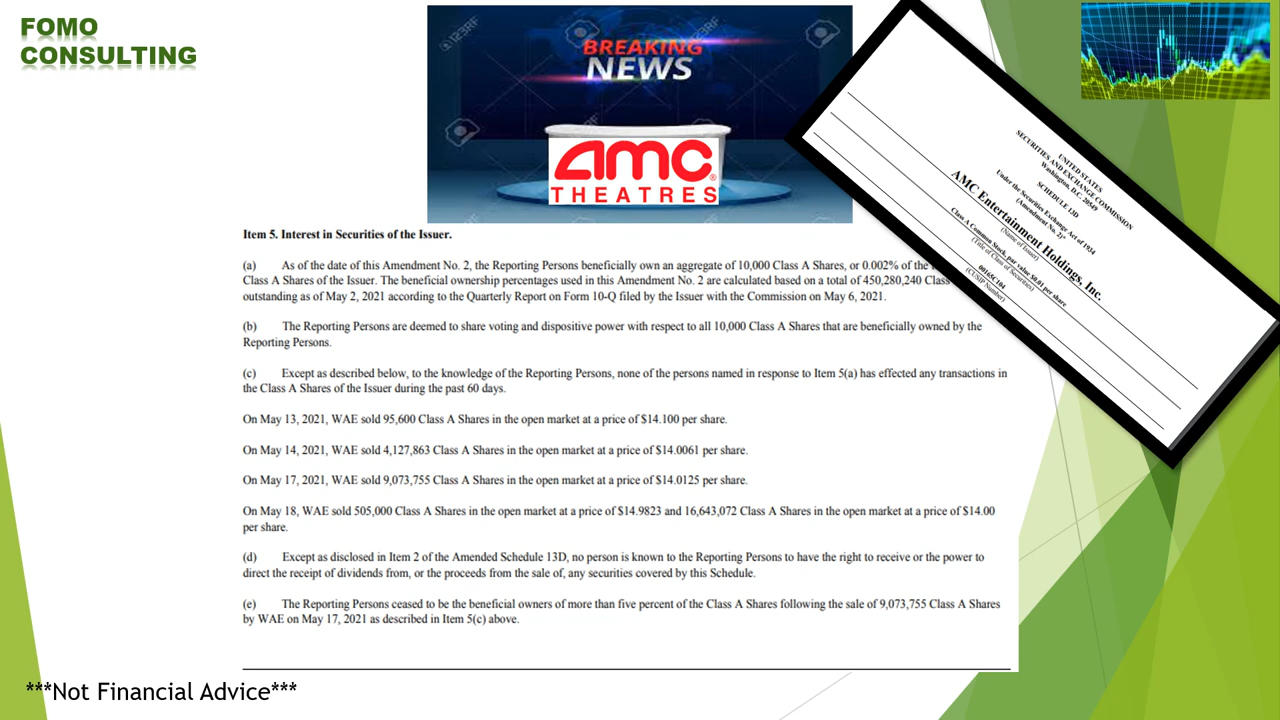 FOMO
CONSULTING
BREAKING
NEWS
amc
THEATRES
UNITED STATES
SECURITIES AND EXCHANGE COMMISSION
Washington, D.C. 20549
SCHEDULE 13D
Under the Securities Exchange Act of 1934
(Amendment No. 2)*
AMC Entertainment Holdings, Inc.
(Name of Issuer)
Class A Common Stock, par value $0.01 per share
(Title of Class of Securities)
00165C104
(CUSIP Number)
Item 5. Interest in Securities of the Issuer.
(a) As of the date of this Amendment No. 2, the Reporting Persons beneficially own an aggregate of 10,000 Class A Shares, or 0.002% of the
Class A Shares of the Issuer. The beneficial ownership percentages used in this Amendment No. 2 are calculated based on a total of 450,280,240 Class
outstanding as of May 2, 2021 according to the Quarterly Report on Form 10-Q filed by the Issuer with the Commission on May 6, 2021.
(b) The Reporting Persons are deemed to share voting and dispositive power with respect to all 10,000 Class A Shares that are beneficially owned by the
Reporting Persons.
(c) Except as described below, to the knowledge of the Reporting Persons, none of the persons named in response to Item 5(a) has effected any transactions in
the Class A Shares of the Issuer during the past 60 days.
On May 13, 2021, WAE sold 95,600 Class A Shares in the open market at a price of $14.100 per share.
On May 14, 2021, WAE sold 4,127,863 Class A Shares in the open market at a price of $14.0061 per share.
On May 17, 2021, WAE sold 9,073,755 Class A Shares in the open market at a price of $14.0125 per share.
On May 18, WAE sold 505,000 Class A Shares in the open market at a price of $14.9823 and 16,643,072 Class A Shares in the open market at a price of $14.00
per share.
(d) Except as disclosed in Item 2 of the Amended Schedule 13D, no person is known to the Reporting Persons to have the right to receive or the power to
direct the receipt of dividends from, or the proceeds from the sale of, any securities covered by this Schedule.
(e) The Reporting Persons ceased to be the beneficial owners of more than five percent of the Class A Shares following the sale of 9,073,755 Class A Shares
by WAE on May 17, 2021 as described in Item 5(c) above.
***Not Financial Advice***